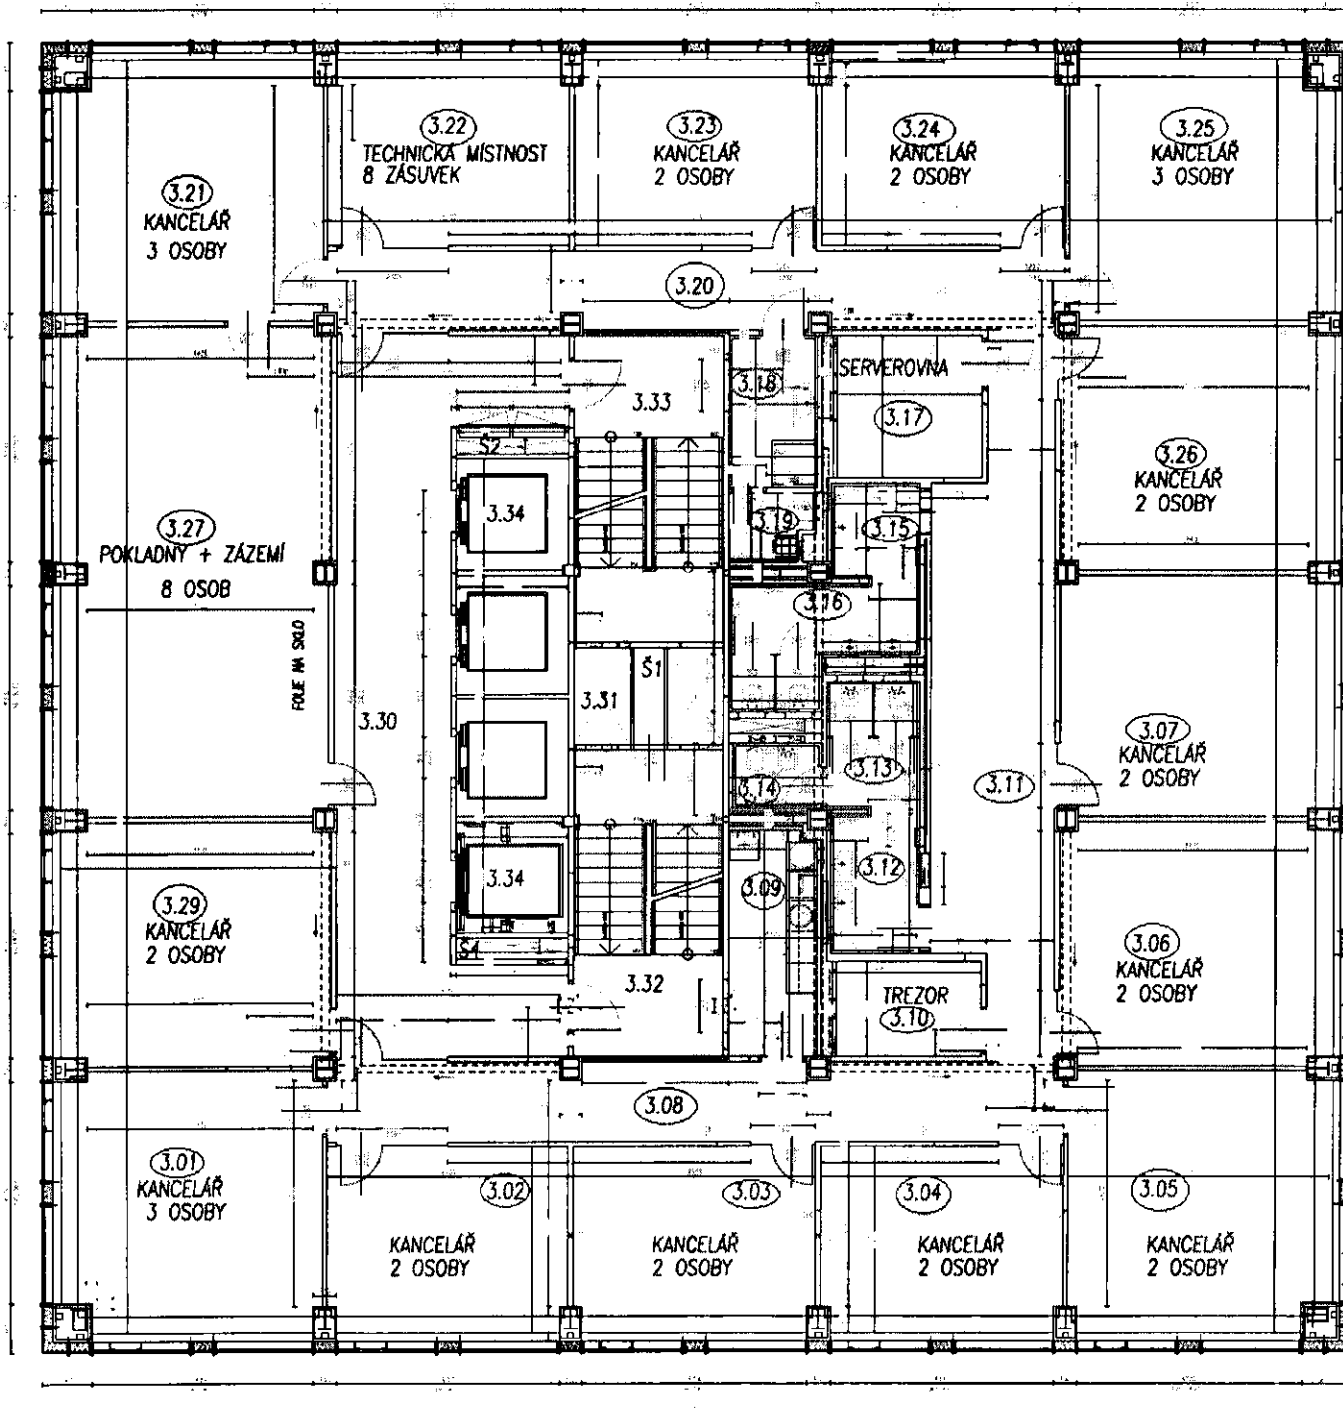 3.22
TECHNICKÁ MÍSTNOST
8 ZÁSUVEK
3.23
KANCELÁŘ
2 OSOBY
3.24
KANCELÁŘ
2 OSOBY
3.25
KANCELÁŘ
3 OSOBY
3.21
KANCELÁŘ
3 OSOBY
3.20
SERVEROVNA
3.18
3.33
3.17
Š2
3.26
KANCELÁŘ
2 OSOBY
3.34
3.19
3.15
3.27
POKLADNY + ZÁZEMÍ
8 OSOB
3.16
FOLIE NA SKLO
Š1
3.31
3.30
3.07
KANCELÁŘ
2 OSOBY
3.13
3.14
3.11
3.34
3.09
3.12
3.29
KANCELÁŘ
2 OSOBY
Š4
3.06
KANCELÁŘ
2 OSOBY
3.32
TREZOR
3.10
3.08
3.01
KANCELÁŘ
3 OSOBY
3.02
KANCELÁŘ
2 OSOBY
3.03
KANCELÁŘ
2 OSOBY
3.04
KANCELÁŘ
2 OSOBY
3.05
KANCELÁŘ
2 OSOBY